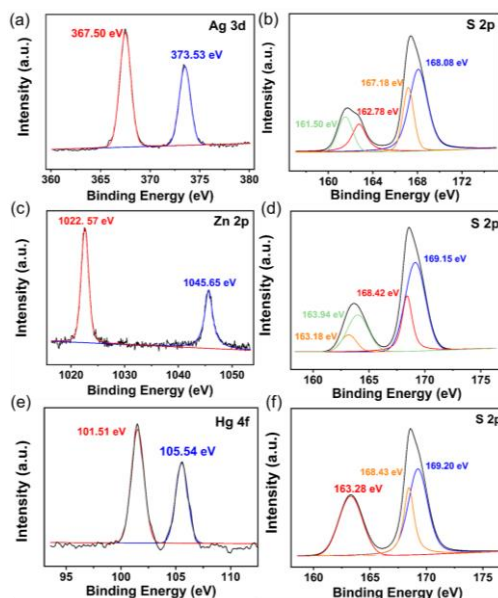 (a)
Ag 3d
367.50 eV
373.53 eV
Intensity (a.u.)
360 365 370 375 380
Binding Energy (eV)
(b)
S 2p
168.08 eV
167.18 eV
162.78 eV
161.50 eV
Intensity (a.u.)
160 164 168 172
Binding Energy (eV)
(c)
Zn 2p
1022. 57 eV
1045.65 eV
Intensity (a.u.)
1020 1030 1040 1050
Binding Energy (eV)
(d)
S 2p
169.15 eV
168.42 eV
163.94 eV
163.18 eV
Intensity (a.u.)
160 165 170 175
Binding Energy (eV)
(e)
Hg 4f
101.51 eV
105.54 eV
Intensity (a.u.)
95 100 105 110
Binding Energy (eV)
(f)
S 2p
168.43 eV
169.20 eV
163.28 eV
Intensity (a.u.)
160 165 170 175
Binding Energy (eV)